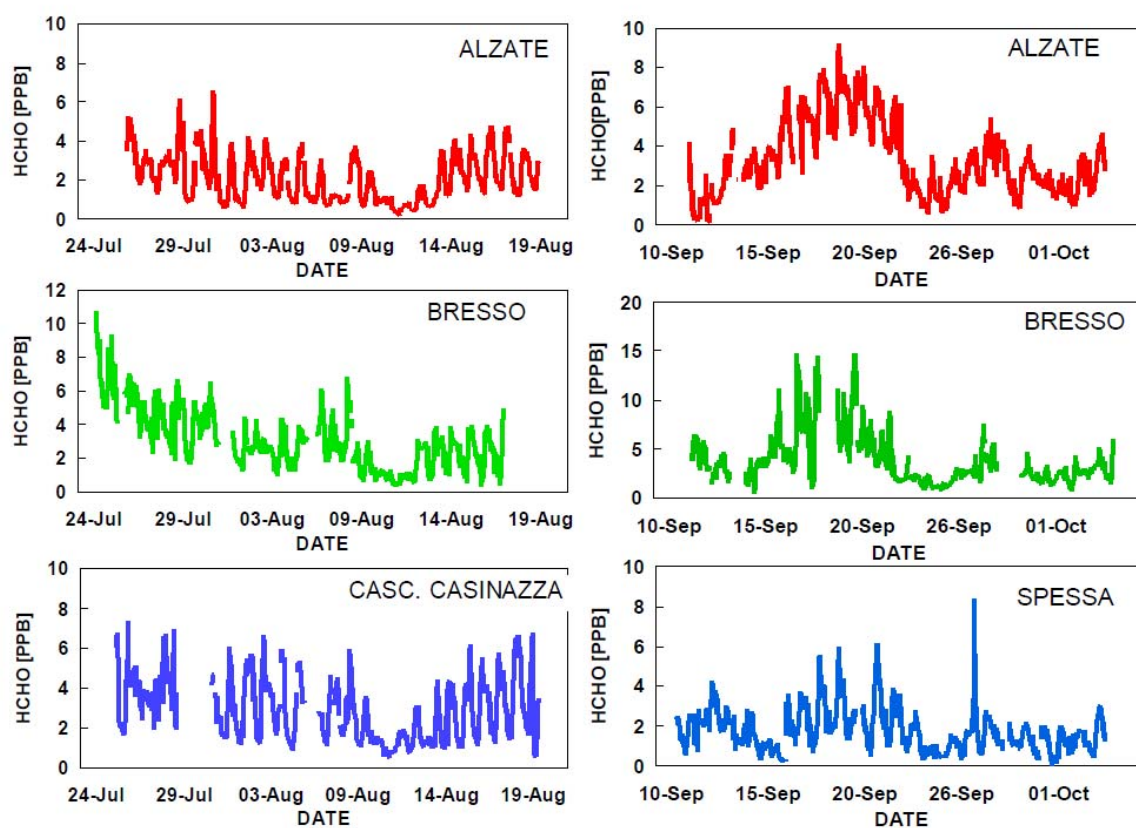 ALZATE
HCHO [PPB]
10
8
6
4
2
0
24-Jul 29-Jul 03-Aug 09-Aug 14-Aug 19-Aug
DATE
ALZATE
HCHO[PPB]
10
8
6
4
2
0
10-Sep 15-Sep 20-Sep 26-Sep 01-Oct
DATE
BRESSO
HCHO [PPB]
12
10
8
6
4
2
0
24-Jul 29-Jul 03-Aug 09-Aug 14-Aug 19-Aug
DATE
BRESSO
HCHO [PPB]
20
15
10
5
0
10-Sep 15-Sep 20-Sep 26-Sep 01-Oct
DATE
CASC. CASINAZZA
HCHO [PPB]
10
8
6
4
2
0
24-Jul 29-Jul 03-Aug 09-Aug 14-Aug 19-Aug
DATE
SPESSA
HCHO [PPB]
10
8
6
4
2
0
10-Sep 15-Sep 20-Sep 26-Sep 01-Oct
DATE